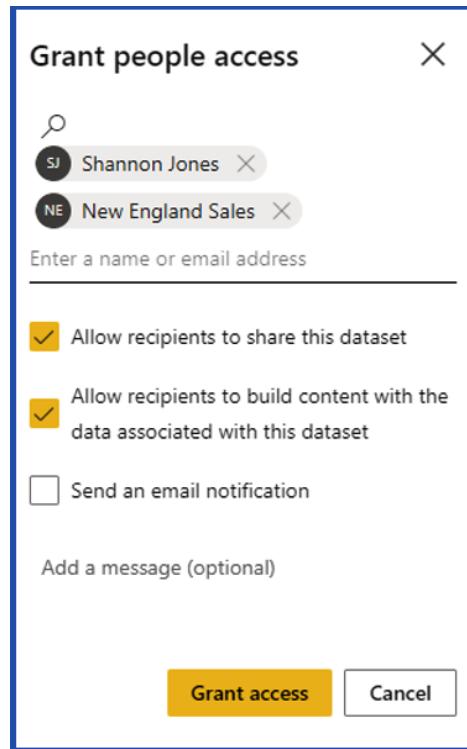 Grant people access
SJ Shannon Jones
NE New England Sales
Enter a name or email address
Allow recipients to share this dataset
Allow recipients to build content with the
data associated with this dataset
Send an email notification
Add a message (optional)
Grant access Cancel